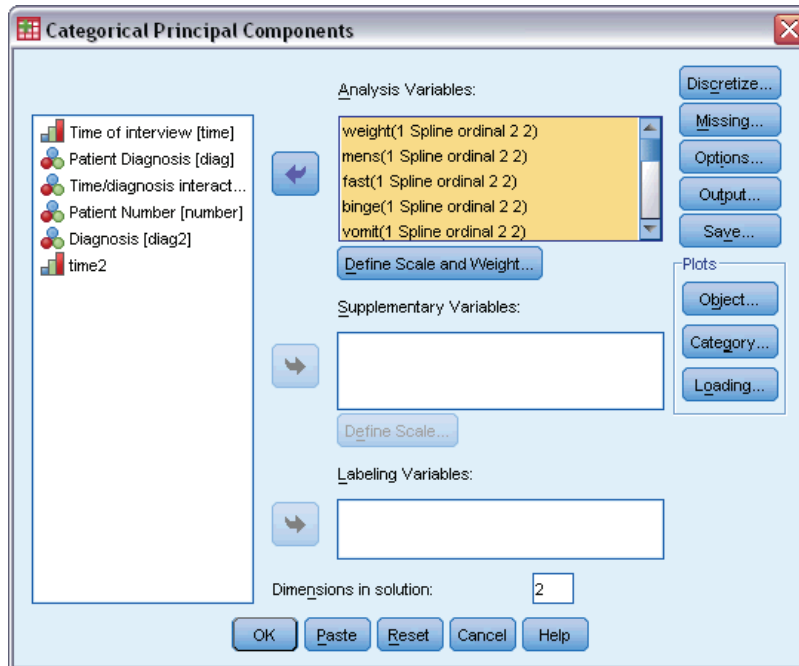 Categorical Principal Components
Time of interview [time]
Patient Diagnosis [diag]
Time/diagnosis interact...
Patient Number [number]
Diagnosis [diag2]
time2
Analysis Variables:
weight(1 Spline ordinal 2 2)
mens(1 Spline ordinal 2 2)
fast(1 Spline ordinal 2 2)
binge(1 Spline ordinal 2 2)
vomit(1 Spline ordinal 2 2)
Define Scale and Weight...
Supplementary Variables:
Define Scale...
Labeling Variables:
Dimensions in solution: 2
Discretize...
Missing...
Options...
Output...
Save...
Plots
Object...
Category...
Loading...
OK Paste Reset Cancel Help